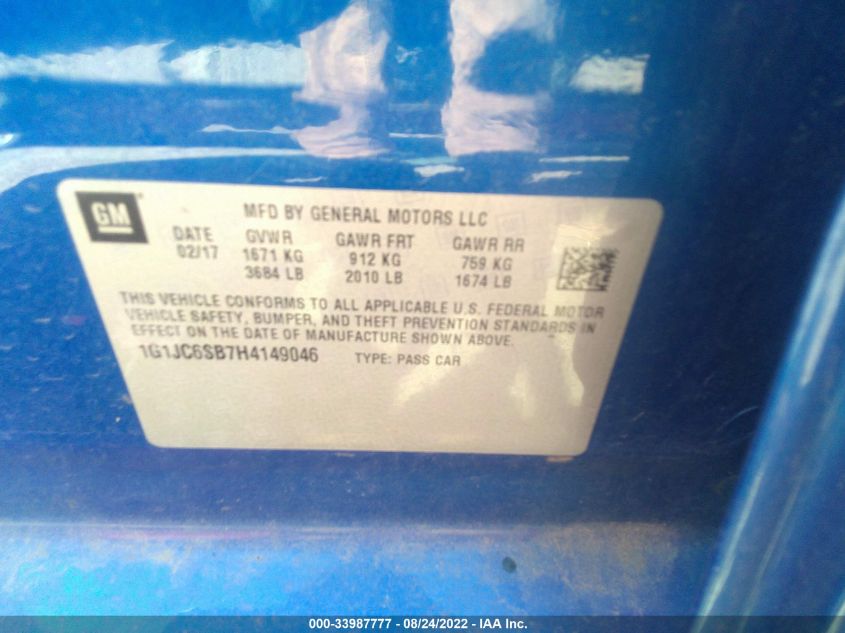 GM
MFD BY GENERAL MOTORS LLC
DATE GVWR GAWR FRT GAWR RR
02/17 1671 KG 912 KG 759 KG
3684 LB 2010 LB 1674 LB
THIS VEHICLE CONFORMS TO ALL APPLICABLE U.S. FEDERAL MOTOR
VEHICLE SAFETY, BUMPER, AND THEFT PREVENTION STANDARDS IN
EFFECT ON THE DATE OF MANUFACTURE SHOWN ABOVE.
1G1JC6SB7H4149046 TYPE: PASS CAR
000-33987777 - 08/24/2022 - IAA Inc.